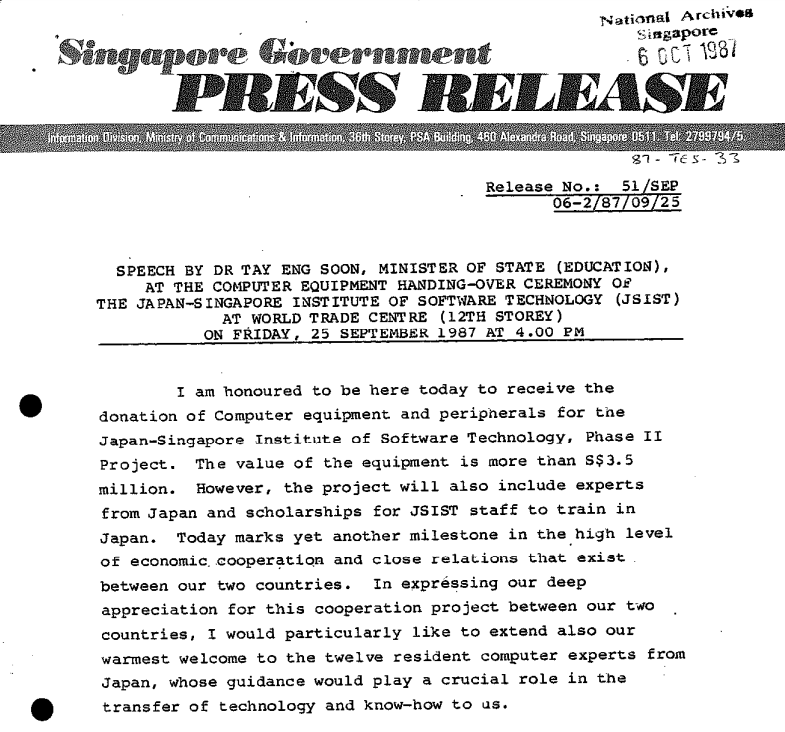 National Archives
Singapore
6 OCT 1987
Singapore Government
PRESS RELEASE
Information Division, Ministry of Communications & Information, 36th Storey, PSA Building, 460 Alexandra Road, Singapore 0511. Tel: 2799794/5.
87-TES-33
Release No.: 51/SEP
06-2/87/09/25
SPEECH BY DR TAY ENG SOON, MINISTER OF STATE (EDUCATION),
AT THE COMPUTER EQUIPMENT HANDING-OVER CEREMONY OF
THE JAPAN-SINGAPORE INSTITUTE OF SOFTWARE TECHNOLOGY (JSIST)
AT WORLD TRADE CENTRE (12TH STOREY)
ON FRIDAY, 25 SEPTEMBER 1987 AT 4.00 PM
I am honoured to be here today to receive the
donation of Computer equipment and peripherals for the
Japan-Singapore Institute of Software Technology, Phase II
Project. The value of the equipment is more than S$3.5
million. However, the project will also include experts
from Japan and scholarships for JSIST staff to train in
Japan. Today marks yet another milestone in the high level
of economic cooperation and close relations that exist
between our two countries. In expressing our deep
appreciation for this cooperation project between our two
countries, I would particularly like to extend also our
warmest welcome to the twelve resident computer experts from
Japan, whose guidance would play a crucial role in the
transfer of technology and know-how to us.